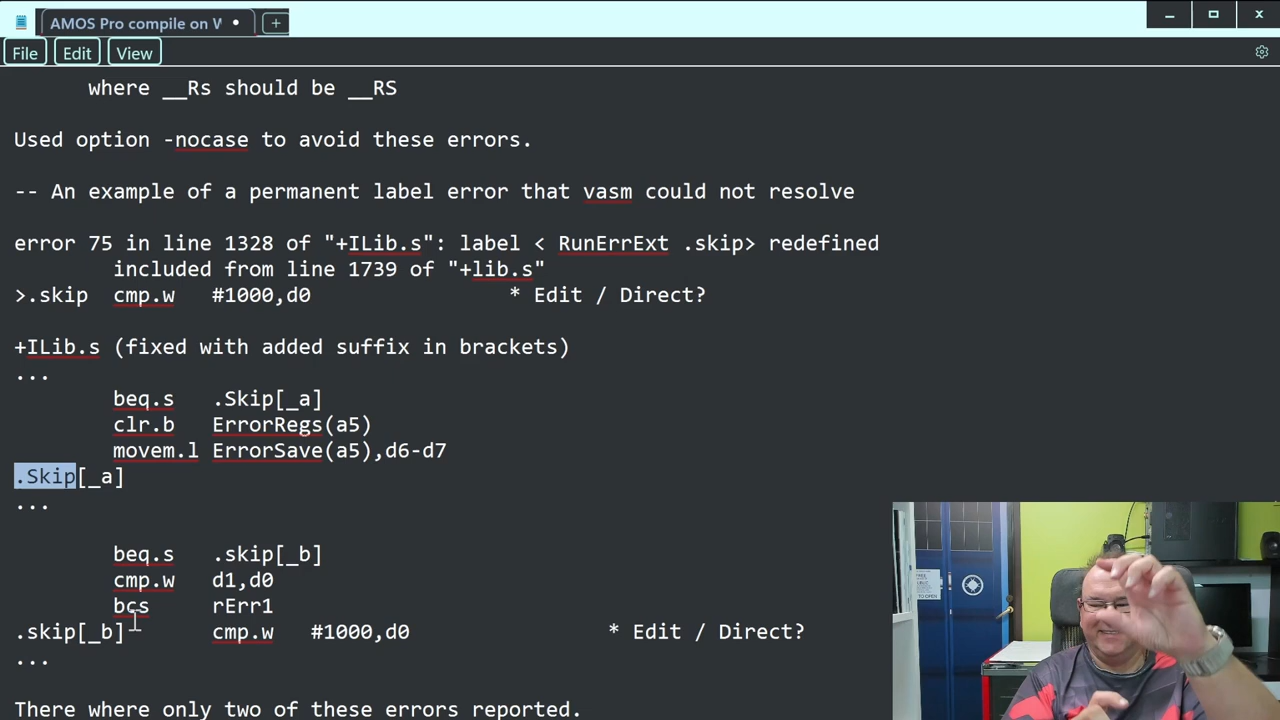 AMOS Pro compile on W
File Edit View
where __Rs should be __RS
Used option -nocase to avoid these errors.
-- An example of a permanent label error that vasm could not resolve
error 75 in line 1328 of "+ILib.s": label < RunErrExt .skip> redefined
included from line 1739 of "+lib.s"
>.skip cmp.w #1000,d0 * Edit / Direct?
+ILib.s (fixed with added suffix in brackets)
...
beq.s .Skip[_a]
clr.b ErrorRegs(a5)
movem.l ErrorSave(a5),d6-d7
.Skip[_a]
...
beq.s .skip[_b]
cmp.w d1,d0
bcs rErr1
.skip[_b] cmp.w #1000,d0 * Edit / Direct?
...
There where only two of these errors reported.